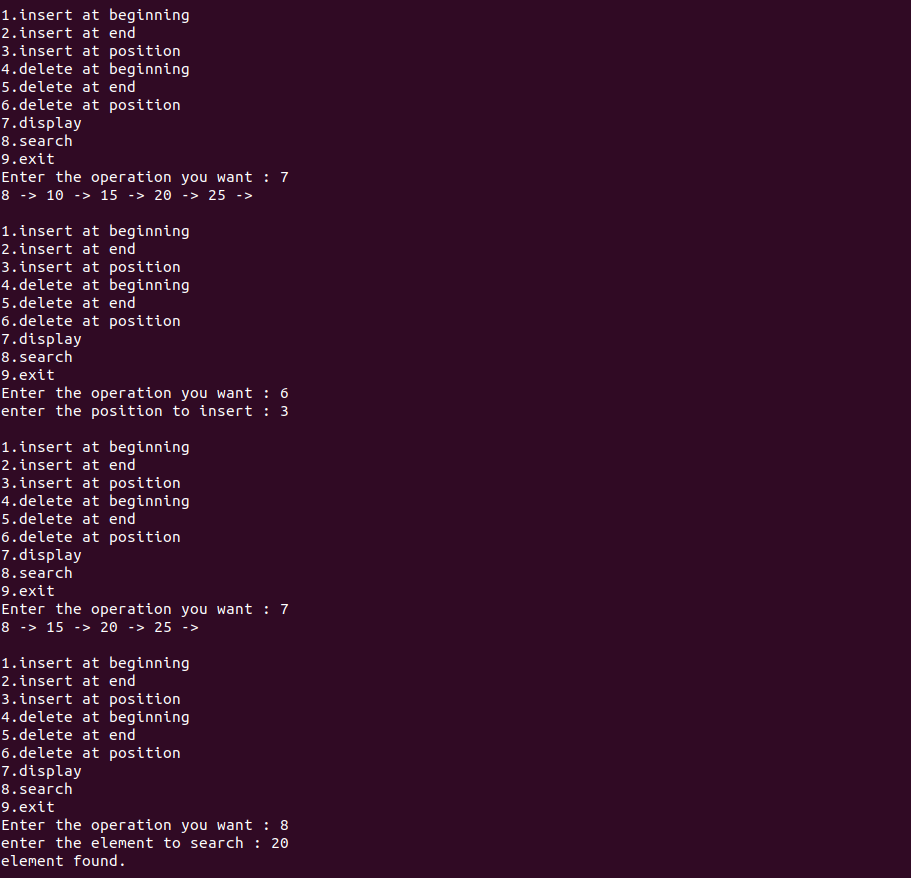 1.insert at beginning
2.insert at end
3.insert at position
4.delete at beginning
5.delete at end
6.delete at position
7.display
8.search
9.exit
Enter the operation you want : 7
8 -> 10 -> 15 -> 20 -> 25 ->

1.insert at beginning
2.insert at end
3.insert at position
4.delete at beginning
5.delete at end
6.delete at position
7.display
8.search
9.exit
Enter the operation you want : 6
enter the position to insert : 3

1.insert at beginning
2.insert at end
3.insert at position
4.delete at beginning
5.delete at end
6.delete at position
7.display
8.search
9.exit
Enter the operation you want : 7
8 -> 15 -> 20 -> 25 ->

1.insert at beginning
2.insert at end
3.insert at position
4.delete at beginning
5.delete at end
6.delete at position
7.display
8.search
9.exit
Enter the operation you want : 8
enter the element to search : 20
element found.